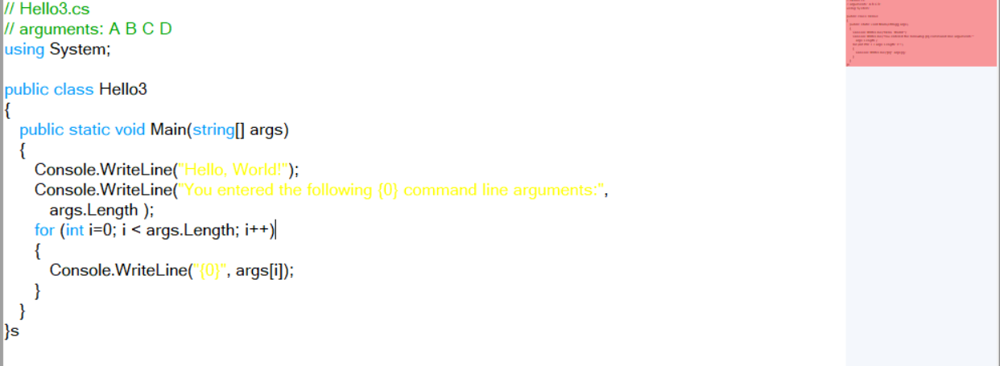 // Hello3.cs
// arguments: A B C D
using System;
public class Hello3
{
public static void Main(string[] args)
{
Console.WriteLine("Hello, World!");
Console.WriteLine("You entered the following {0} command line arguments:",
args.Length );
for (int i=0; i < args.Length; i++)
{
Console.WriteLine("{0}", args[i]);
}
}
}s